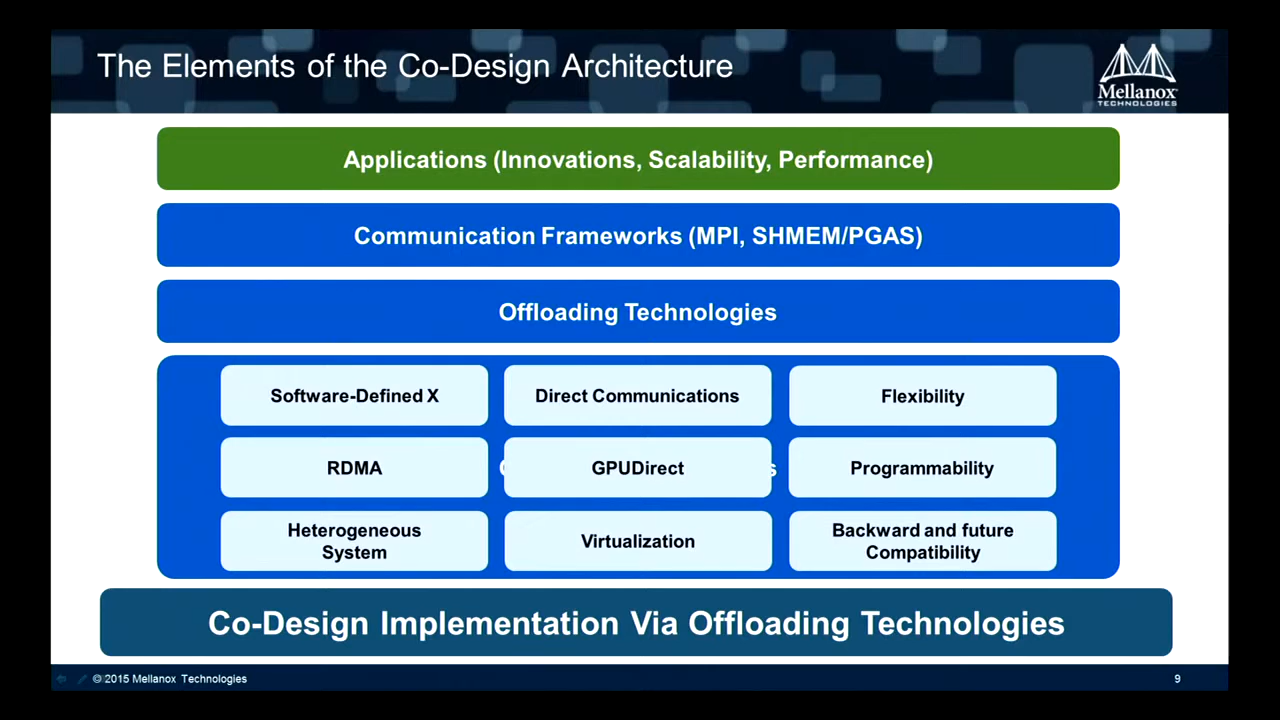 The Elements of the Co-Design Architecture
Mellanox
TECHNOLOGIES
Applications (Innovations, Scalability, Performance)
Communication Frameworks (MPI, SHMEM/PGAS)
Offloading Technologies
Software-Defined X
Direct Communications
Flexibility
RDMA
GPUDirect
Programmability
Heterogeneous
System
Virtualization
Backward and future
Compatibility
Co-Design Implementation Via Offloading Technologies
© 2015 Mellanox Technologies
9